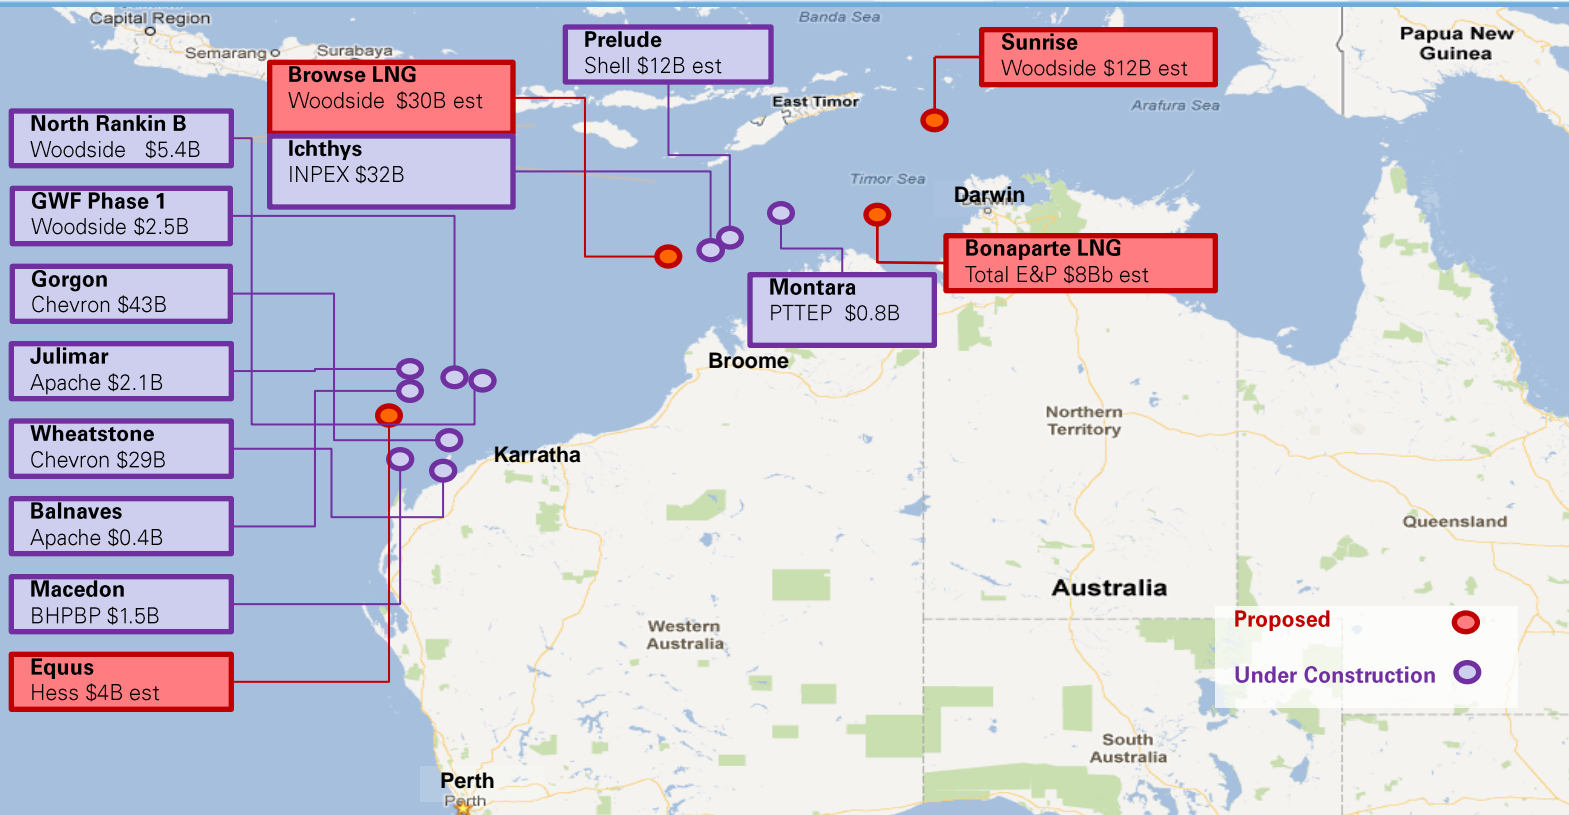 Capital Region
Semarang
Surabaya
Banda Sea
Papua New
Guinea
East Timor
Arafura Sea
Timor Sea
Browse LNG
Woodside $30B est
Prelude
Shell $12B est
Sunrise
Woodside $12B est
North Rankin B
Woodside $5.4B
Ichthys
INPEX $32B
GWF Phase 1
Woodside $2.5B
Darwin
Darwin
Bonaparte LNG
Total E&P $8Bb est
Gorgon
Chevron $43B
Montara
PTTEP $0.8B
Julimar
Apache $2.1B
Broome
Wheatstone
Chevron $29B
Karratha
Northern
Territory
Balnaves
Apache $0.4B
Queensland
Macedon
BHPBP $1.5B
Australia
Western
Australia
Proposed
Under Construction
Equus
Hess $4B est
South
Australia
Perth
Perth